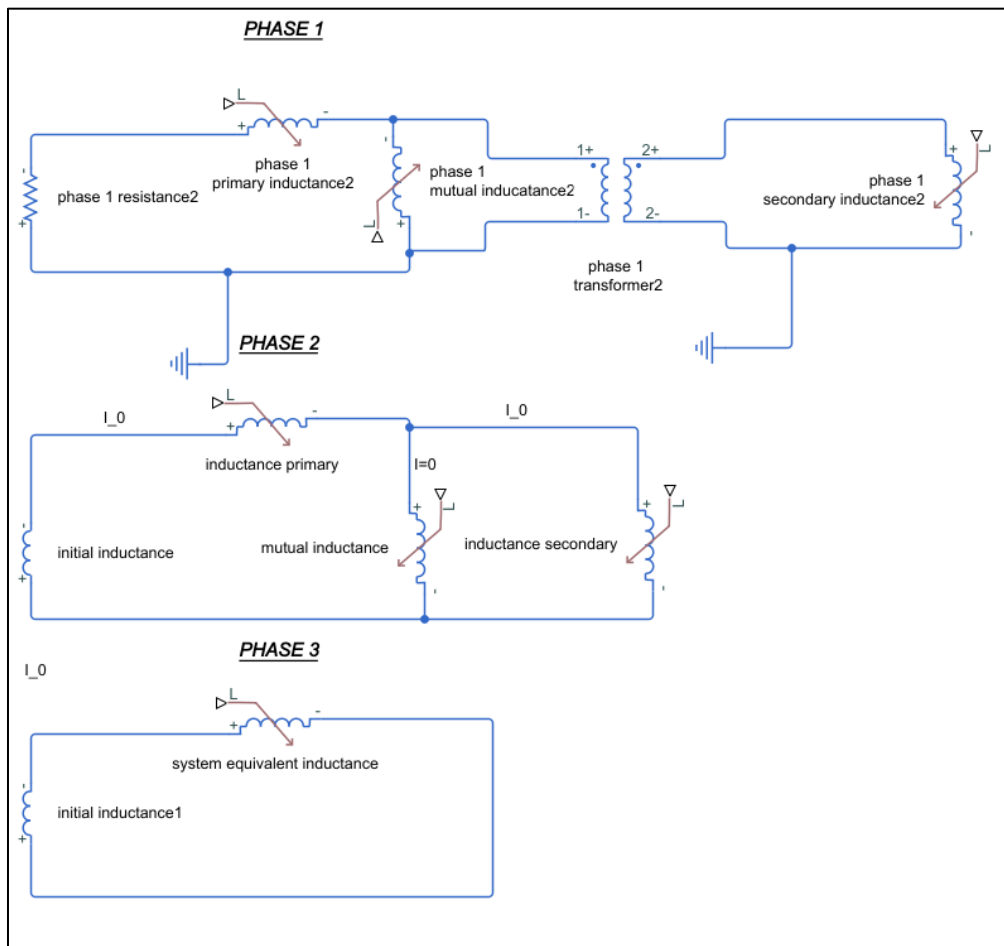 PHASE 1
L
+
-
phase 1
primary inductance2
-
phase 1 resistance2
+
-
phase 1
mutual inducatance2
L
+
1+
2+
1-
2-
phase 1
transformer2
+
L
phase 1
secondary inductance2
-
PHASE 2
I_0
L
+
-
I_0
inductance primary
I=0
-
initial inductance
+
+
L
mutual inductance
-
+
L
inductance secondary
-
PHASE 3
I_0
L
+
-
system equivalent inductance
-
initial inductance1
+